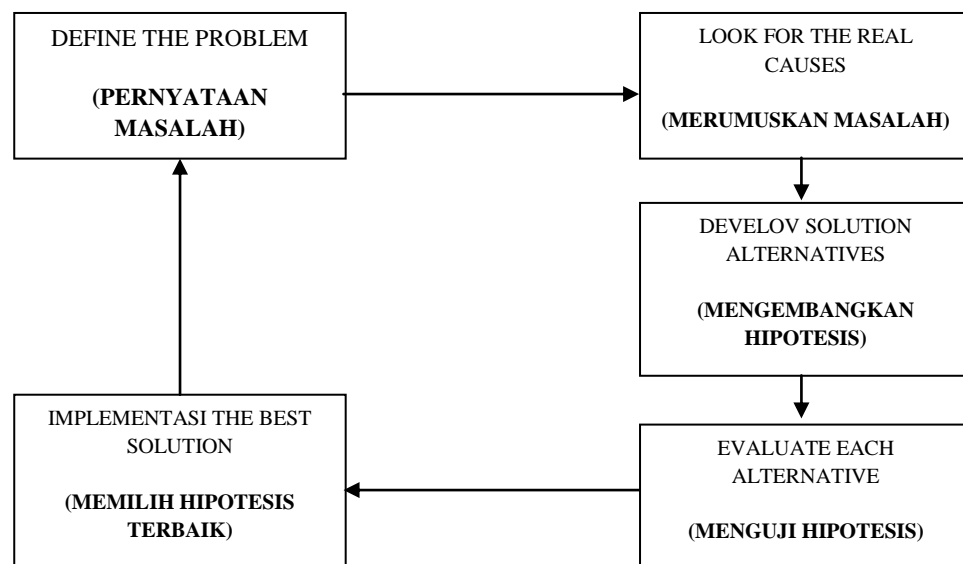 DEFINE THE PROBLEM
(PERNYATAAN
MASALAH)
LOOK FOR THE REAL
CAUSES
(MERUMUSKAN MASALAH)
DEVELOV SOLUTION
ALTERNATIVES
(MENGEMBANGKAN
HIPOTESIS)
EVALUATE EACH
ALTERNATIVE
(MENGUJI HIPOTESIS)
IMPLEMENTASI THE BEST
SOLUTION
(MEMILIH HIPOTESIS
TERBAIK)